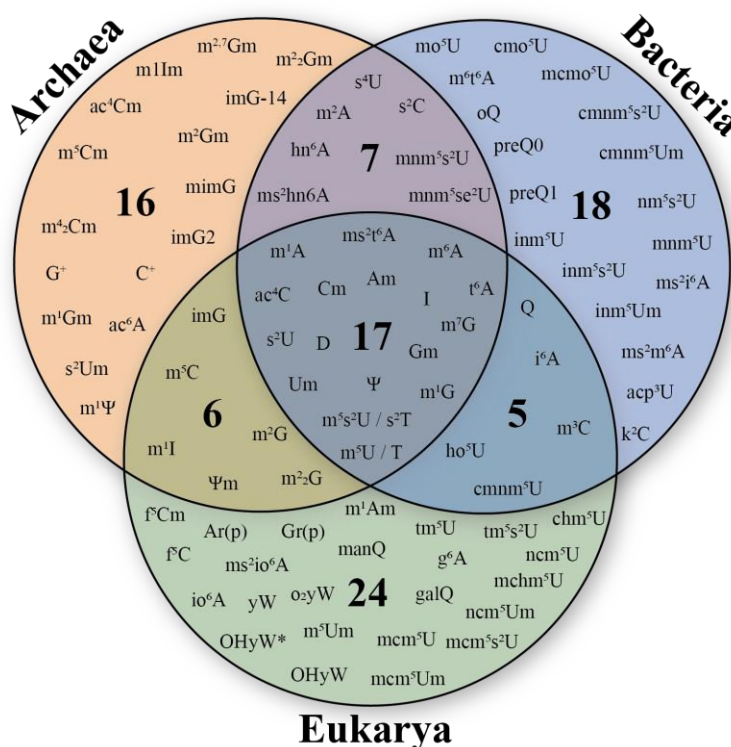 Archaea
Bacteria
m²·⁷Gm
m²₂Gm
m1Im
ac⁴Cm
imG-14
m²Gm
m⁵Cm
mimG
16
m⁴₂Cm
imG2
G⁺
C⁺
m¹Gm
ac⁶A
s²Um
m¹Ψ
s⁴U
m²A
s²C
hn⁶A
7
mnm⁵s²U
ms²hn6A
mnm⁵se²U
mo⁵U
cmo⁵U
m⁶t⁶A
mcmo⁵U
oQ
cmnm⁵s²U
preQ0
cmnm⁵Um
preQ1
18
nm⁵s²U
inm⁵U
mnm⁵U
inm⁵s²U
ms²i⁶A
inm⁵Um
ms²m⁶A
acp³U
k²C
ms²t⁶A
m¹A
m⁶A
Am
ac⁴C
Cm
I
t⁶A
m⁷G
s²U
D
17
Gm
Um
Ψ
m¹G
m⁵s²U / s²T
m⁵U / T
imG
m⁵C
6
m¹I
m²G
Ψm
m²₂G
Q
i⁶A
5
m³C
ho⁵U
cmnm⁵U
f⁵Cm
Ar(p)
Gr(p)
m¹Am
tm⁵U
tm⁵s²U
chm⁵U
f⁵C
ms²io⁶A
manQ
g⁶A
ncm⁵U
mchm⁵U
io⁶A
yW
o₂yW
24
galQ
ncm⁵Um
OHyW*
m⁵Um
mcm⁵U
mcm⁵s²U
OHyW
mcm⁵Um
Eukarya